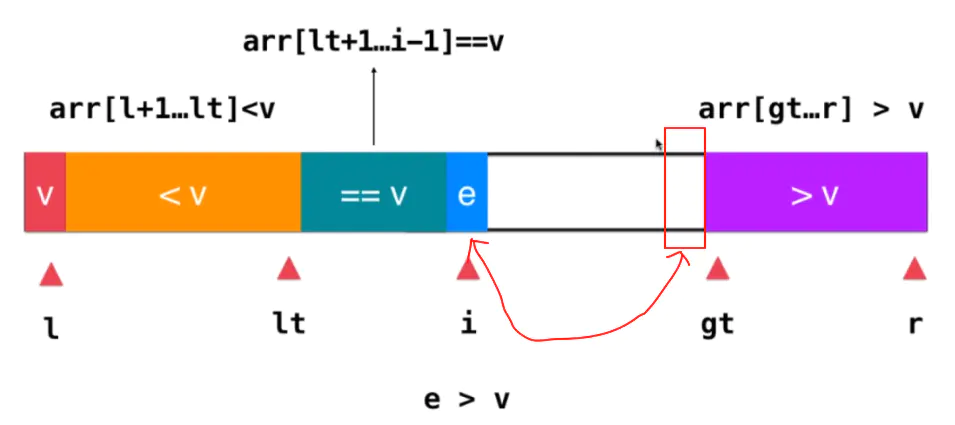 arr[lt+1…i-1]==v
arr[l+1…lt]<v
arr[gt…r] > v
v
< v
== v
e
> v
l
lt
i
gt
r
e > v